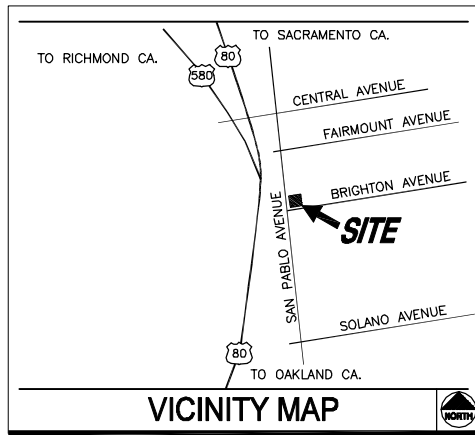 TO SACRAMENTO CA.
TO RICHMOND CA.
80
580
CENTRAL AVENUE
FAIRMOUNT AVENUE
BRIGHTON AVENUE
SITE
SAN PABLO AVENUE
SOLANO AVENUE
80
TO OAKLAND CA.
VICINITY MAP
NORTH